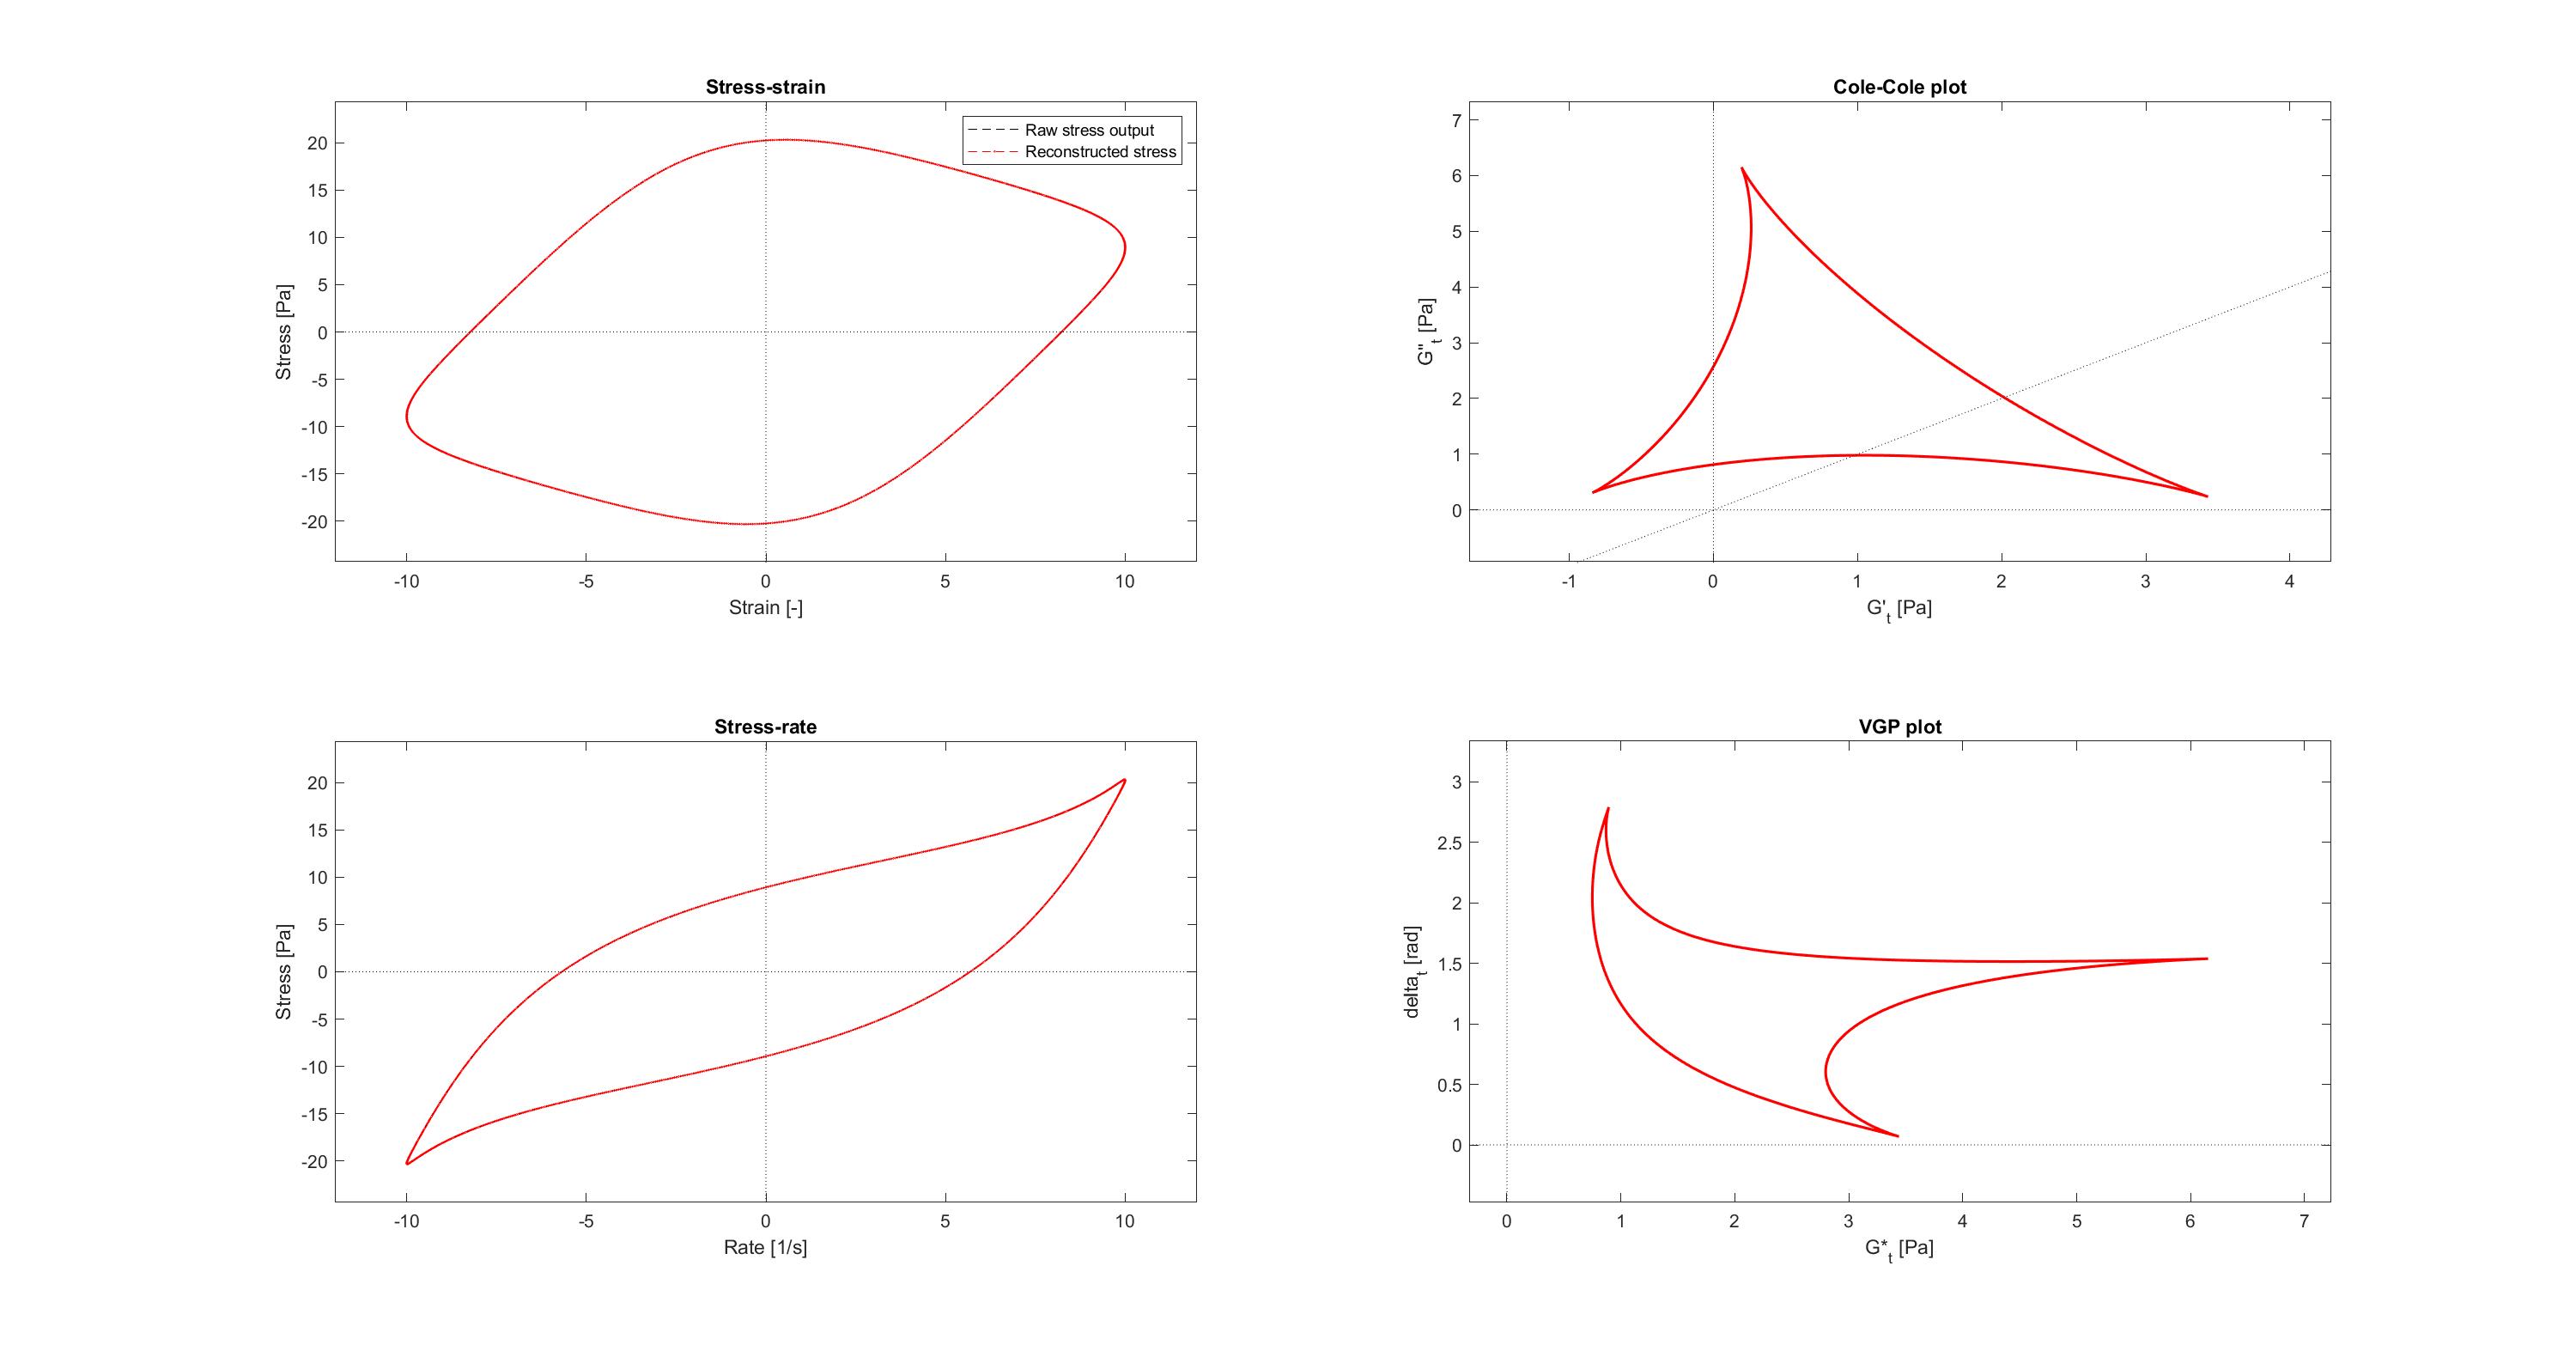 Stress-strain
Raw stress output
Reconstructed stress
20
15
10
5
0
-5
-10
-15
-20
Stress [Pa]
-10 -5 0 5 10
Strain [-]
Cole-Cole plot
7
6
5
4
3
2
1
0
G''t [Pa]
-1 0 1 2 3 4
G't [Pa]
Stress-rate
20
15
10
5
0
-5
-10
-15
-20
Stress [Pa]
-10 -5 0 5 10
Rate [1/s]
VGP plot
3
2.5
2
1.5
1
0.5
0
deltat [rad]
0 1 2 3 4 5 6 7
G*t [Pa]